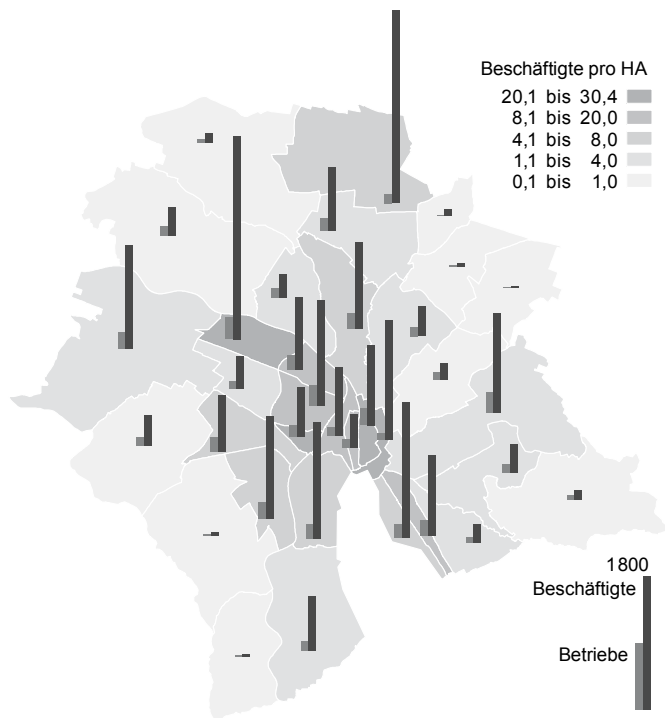 Beschäftigte pro HA
20,1 bis 30,4
8,1 bis 20,0
4,1 bis 8,0
1,1 bis 4,0
0,1 bis 1,0
1800
Beschäftigte
Betriebe